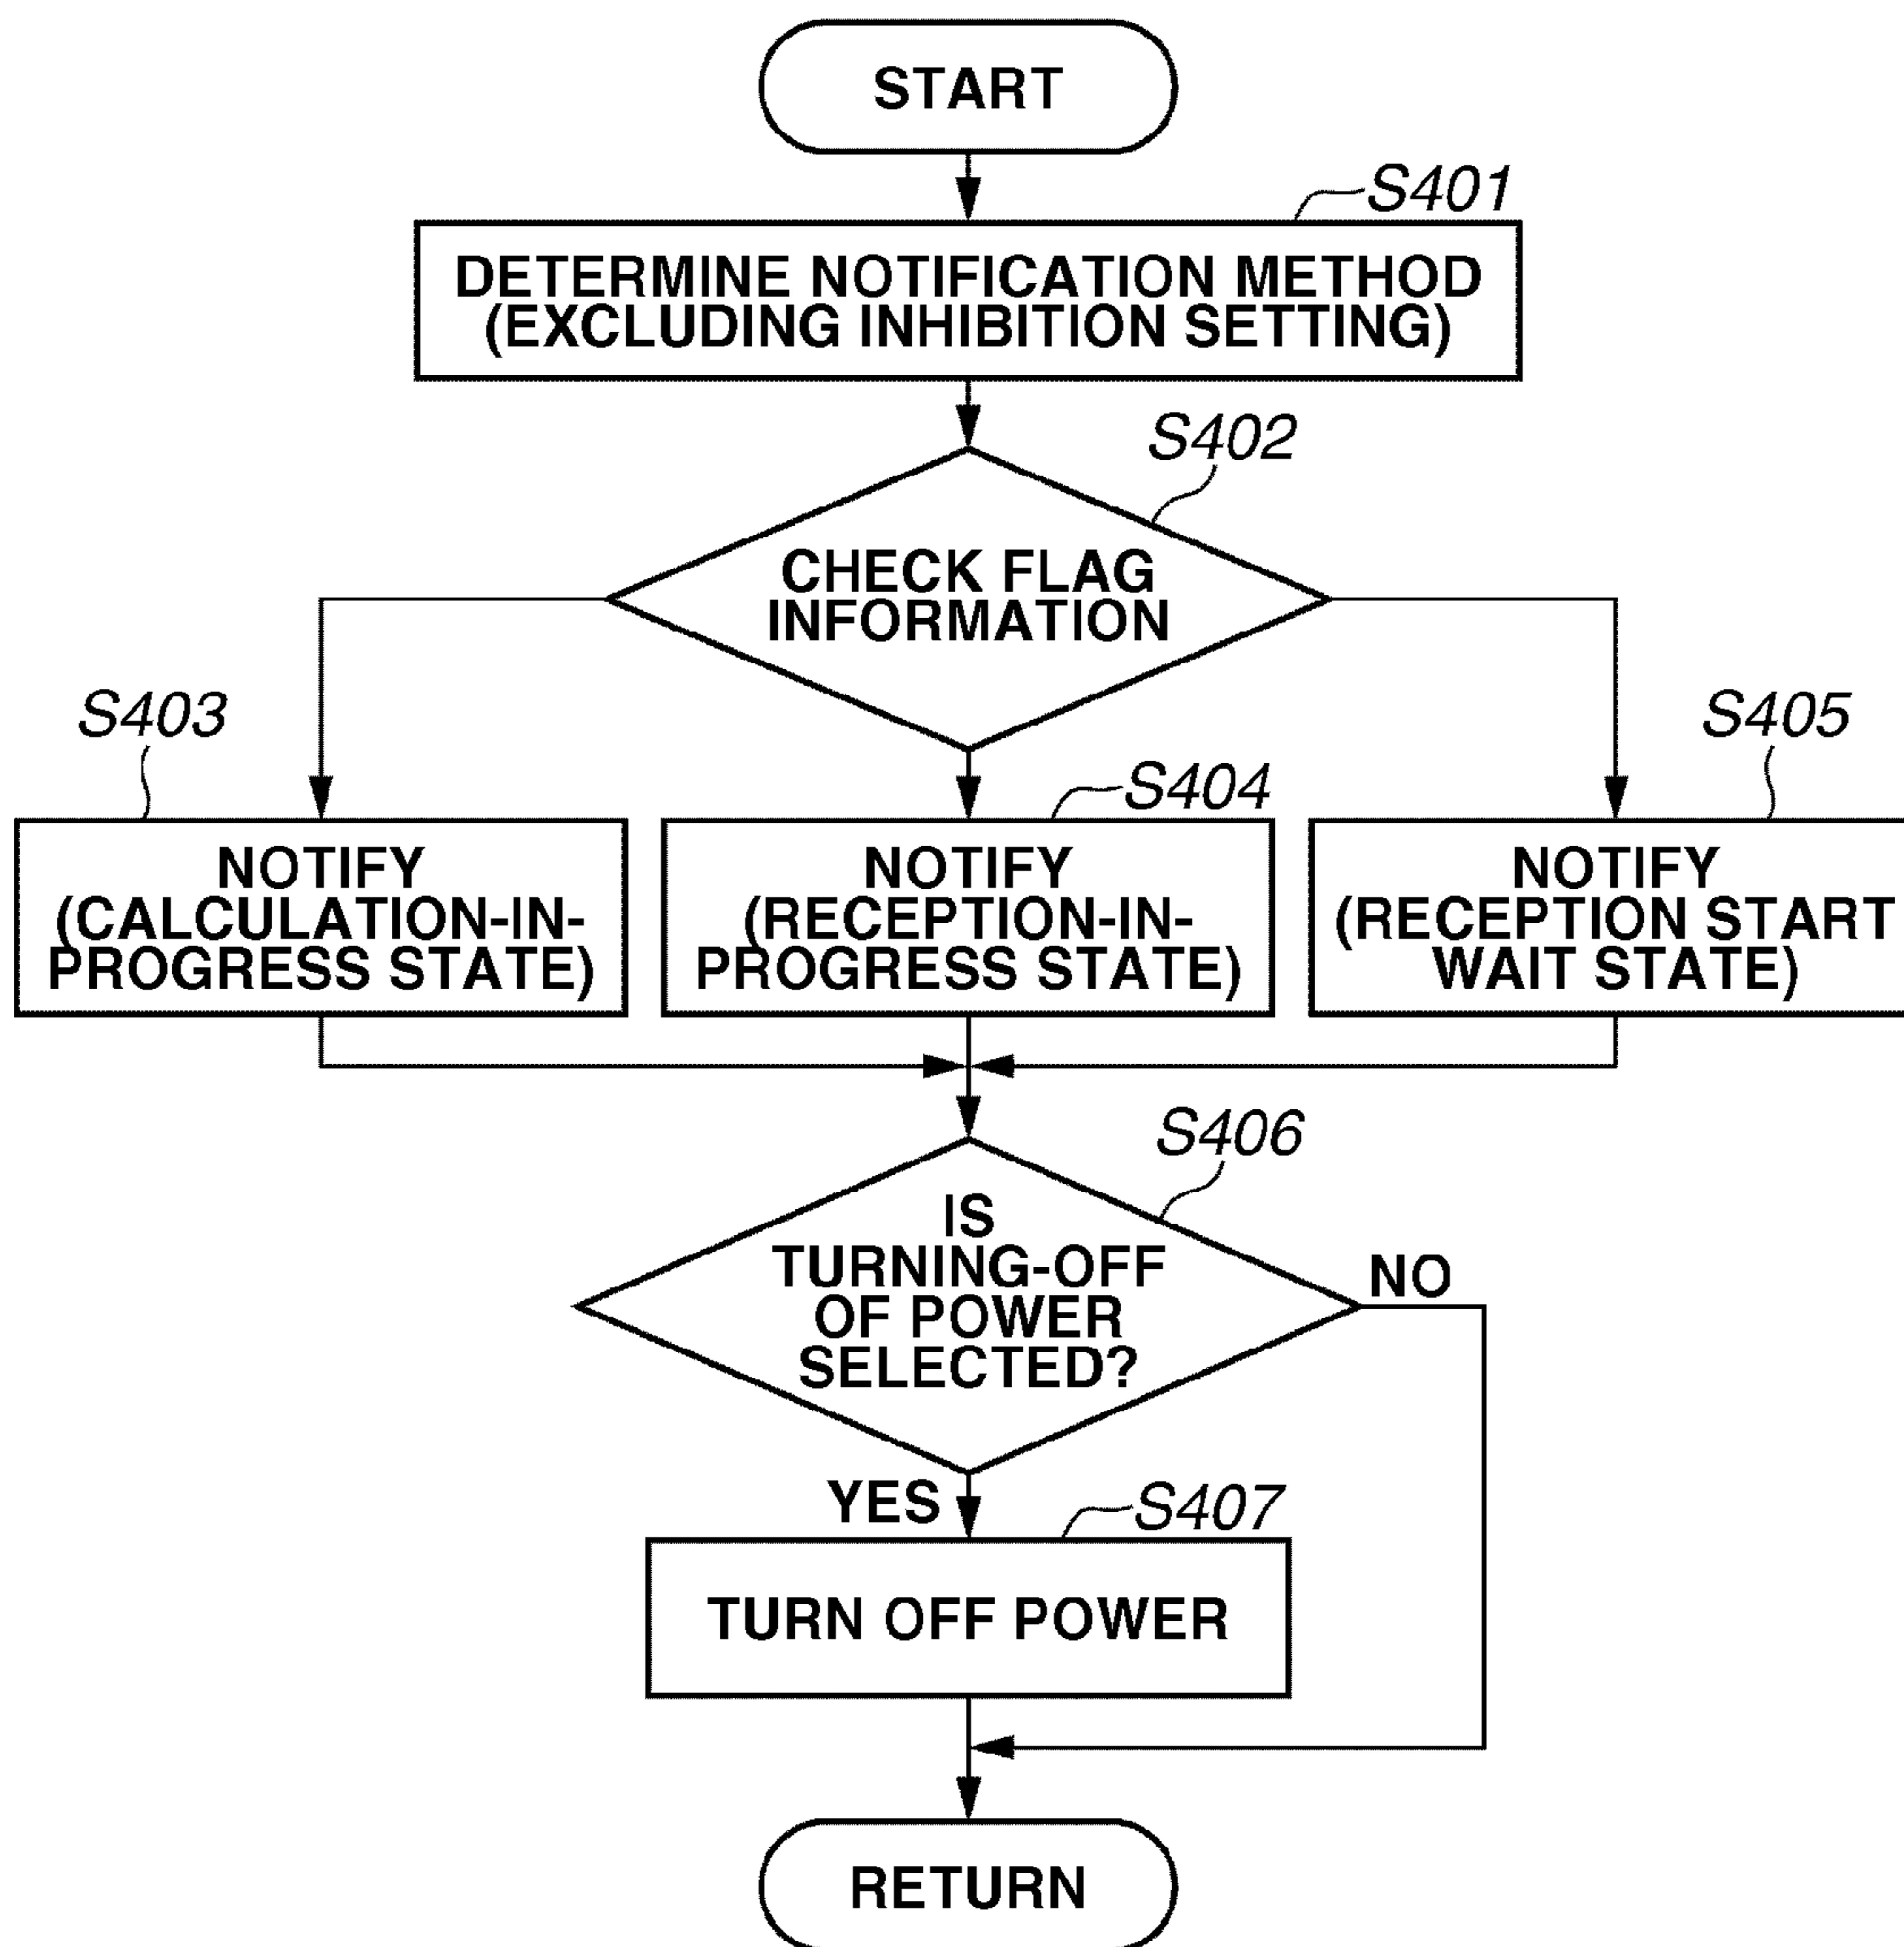 START
S401
DETERMINE NOTIFICATION METHOD
(EXCLUDING INHIBITION SETTING)
S402
CHECK FLAG
INFORMATION
S403
NOTIFY
(CALCULATION-IN-
PROGRESS STATE)
S404
NOTIFY
(RECEPTION-IN-
PROGRESS STATE)
S405
NOTIFY
(RECEPTION START
WAIT STATE)
S406
IS
TURNING-OFF
OF POWER
SELECTED?
NO
YES
S407
TURN OFF POWER
RETURN